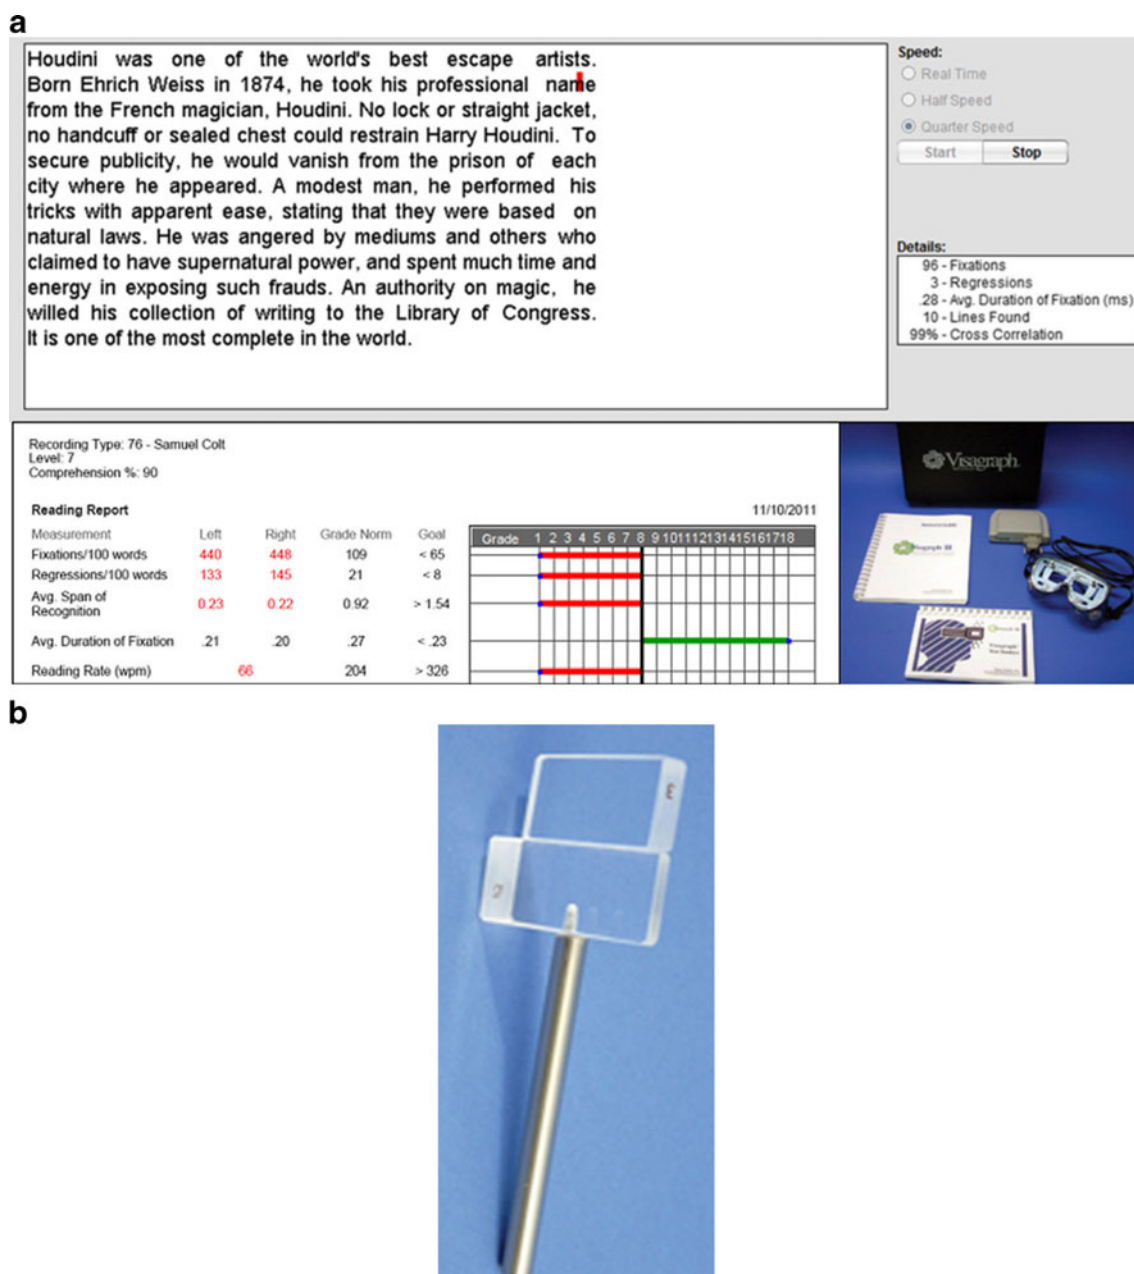 a
Houdini was one of the world's best escape artists.
Born Ehrich Weiss in 1874, he took his professional name
from the French magician, Houdini. No lock or straight jacket,
no handcuff or sealed chest could restrain Harry Houdini. To
secure publicity, he would vanish from the prison of each
city where he appeared. A modest man, he performed his
tricks with apparent ease, stating that they were based on
natural laws. He was angered by mediums and others who
claimed to have supernatural power, and spent much time and
energy in exposing such frauds. An authority on magic, he
willed his collection of writing to the Library of Congress.
It is one of the most complete in the world.
Speed:
Real Time
Half Speed
Quarter Speed
Start Stop
Details:
96 - Fixations
3 - Regressions
.28 - Avg. Duration of Fixation (ms)
10 - Lines Found
99% - Cross Correlation
Recording Type: 76 - Samuel Colt
Level: 7
Comprehension %: 90
Reading Report 11/10/2011
Measurement Left Right Grade Norm Goal Grade 1 2 3 4 5 6 7 8 9 10 11 12 13 14 15 16 17 18
Fixations/100 words 440 448 109 < 65
Regressions/100 words 133 145 21 < 8
Avg. Span of
Recognition 0.23 0.22 0.92 > 1.54
Avg. Duration of Fixation .21 .20 .27 < .23
Reading Rate (wpm) 66 204 > 326
Visagraph
b
3
2